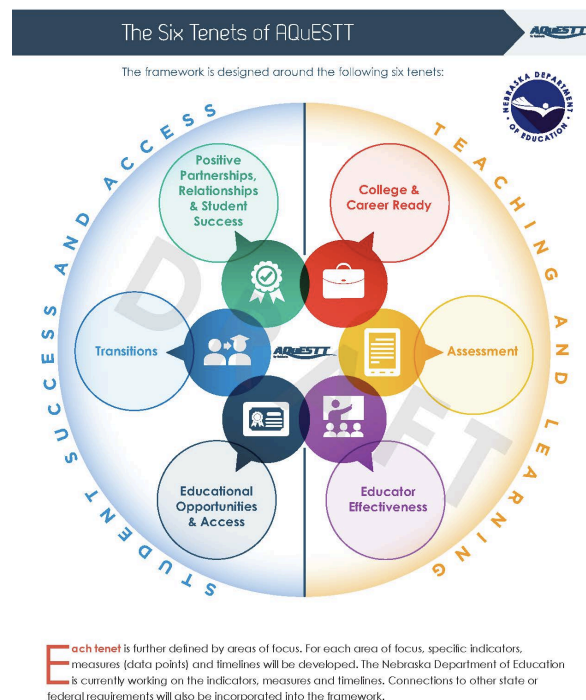 The Six Tenets of AQuESTT
AQuESTT
The framework is designed around the following six tenets:
NEBRASKA DEPARTMENT
OF EDUCATION
STUDENT SUCCESS AND ACCESS
TEACHING AND LEARNING
Positive
Partnerships,
Relationships
& Student
Success
College &
Career Ready
Transitions
AQuESTT
Assessment
Educational
Opportunities
& Access
Educator
Effectiveness
DRAFT
Each tenet is further defined by areas of focus. For each area of focus, specific indicators,
measures (data points) and timelines will be developed. The Nebraska Department of Education
is currently working on the indicators, measures and timelines. Connections to other state or
federal requirements will also be incorporated into the framework.